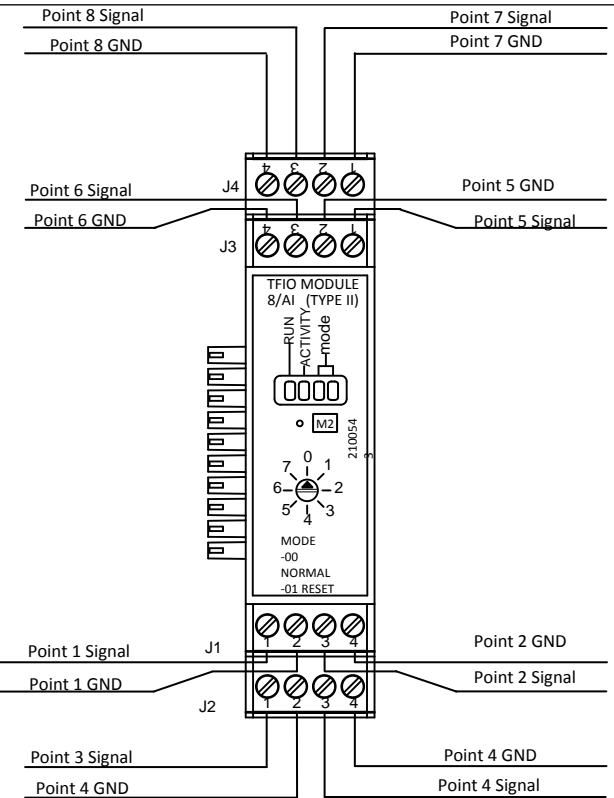 Point 8 Signal
Point 7 Signal
Point 8 GND
Point 7 GND
4 3 2 1
Point 6 Signal
J4
Point 5 GND
Point 6 GND
4 3 2 1
Point 5 Signal
J3
TFIO MODULE
8/AI (TYPE II)
RUN
ACTIVITY
mode
M2
210054
3
0
7 1
6 2
5 3
4
MODE
-00
NORMAL
-01 RESET
1 2 3 4
Point 1 Signal
J1
Point 2 GND
Point 1 GND
Point 2 Signal
1 2 3 4
J2
Point 3 Signal
Point 4 GND
Point 4 GND
Point 4 Signal